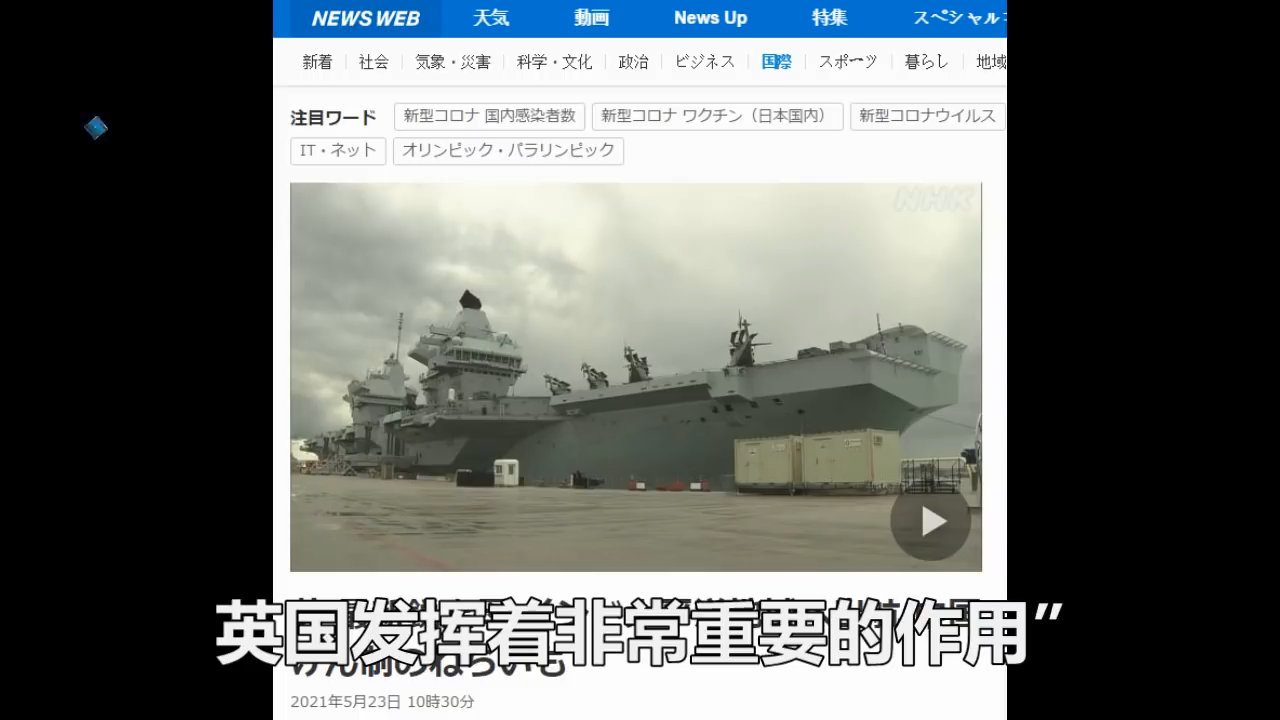 NEWS WEB 天気 動画 News Up 特集 スペシャル
新着 社会 気象・災害 科学・文化 政治 ビジネス 国際 スポーツ 暮らし 地域
注目ワード 新型コロナ 国内感染者数 新型コロナ ワクチン（日本国内） 新型コロナウイルス
IT・ネット オリンピック・パラリンピック
NHK
英国发挥着非常重要的作用”
2021年5月23日 10時30分